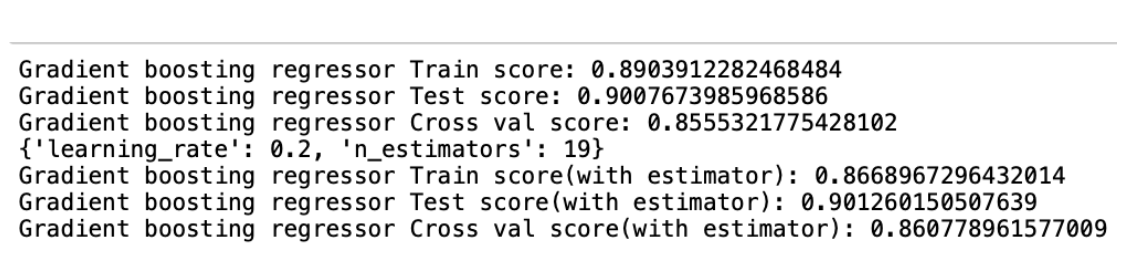 Gradient boosting regressor Train score: 0.8903912282468484
Gradient boosting regressor Test score: 0.9007673985968586
Gradient boosting regressor Cross val score: 0.8555321775428102
{'learning_rate': 0.2, 'n_estimators': 19}
Gradient boosting regressor Train score(with estimator): 0.8668967296432014
Gradient boosting regressor Test score(with estimator): 0.901260150507639
Gradient boosting regressor Cross val score(with estimator): 0.860778961577009